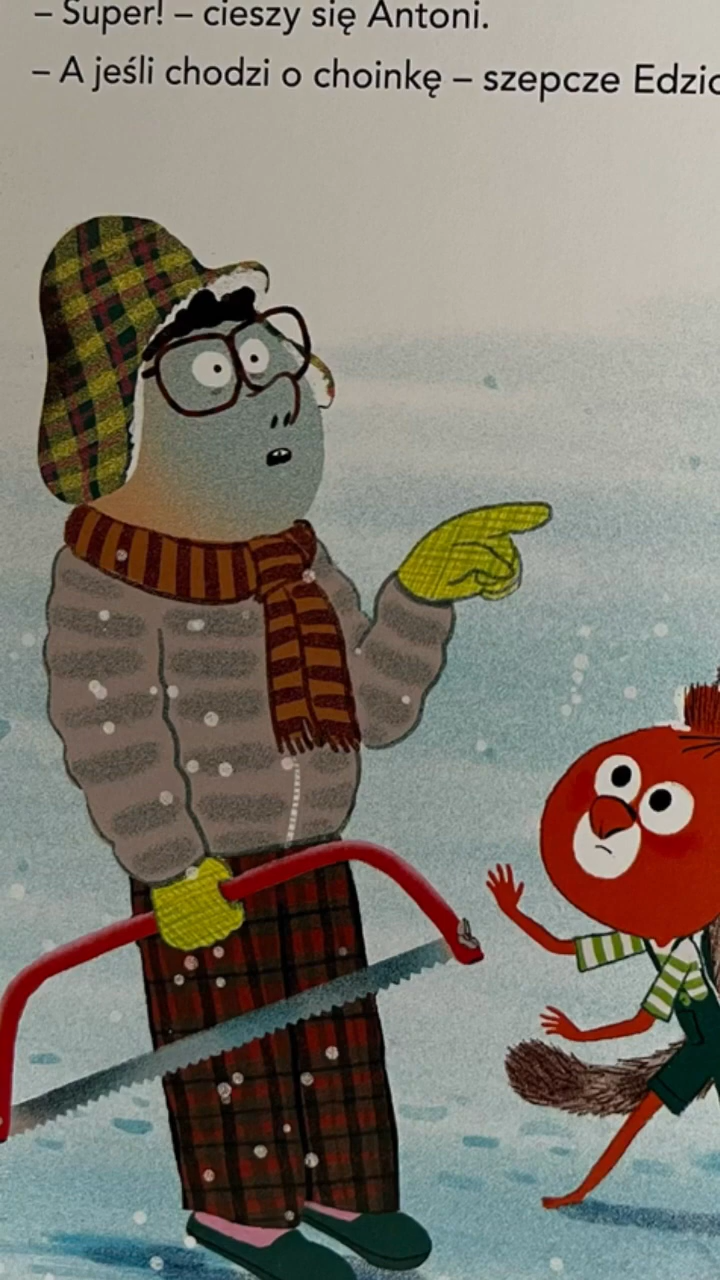 – Super! – cieszy się Antoni.
– A jeśli chodzi o choinkę – szepcze